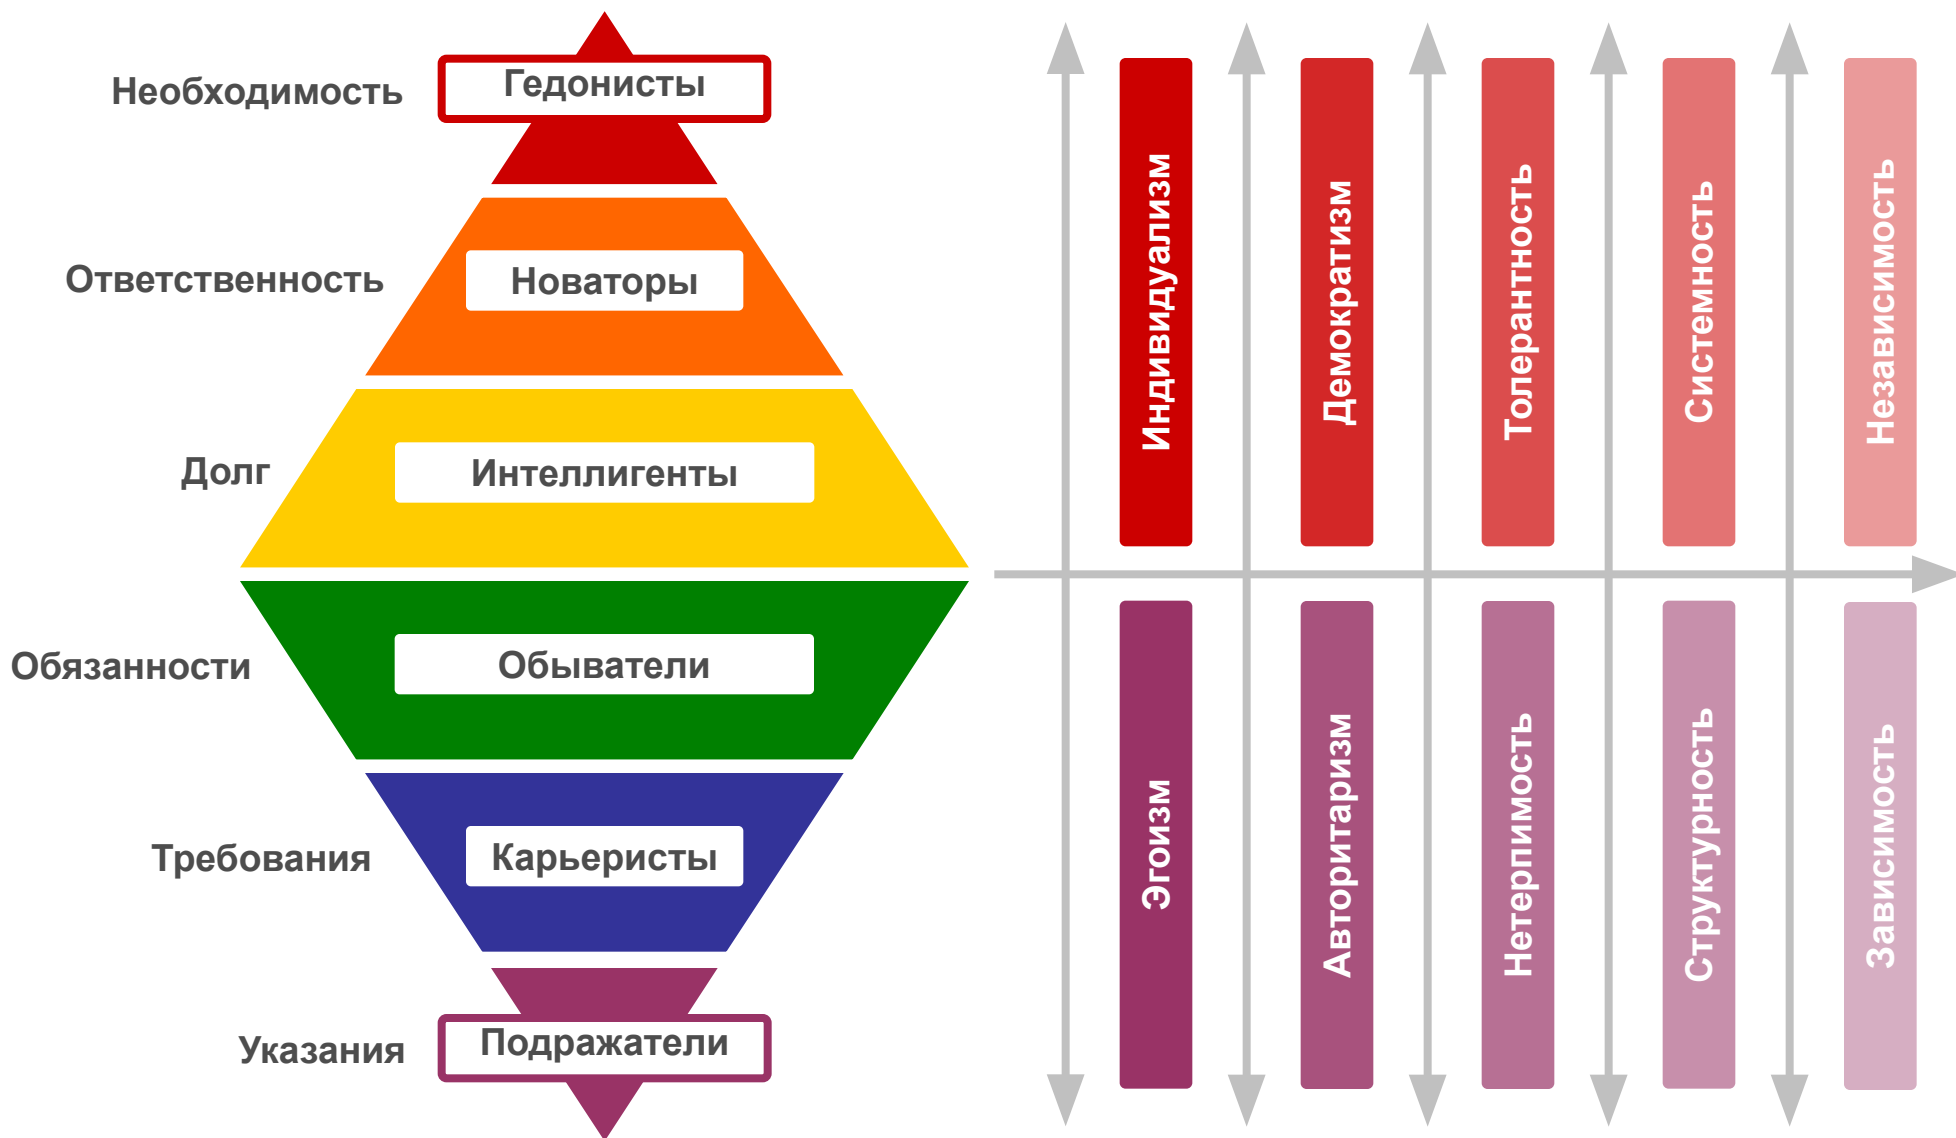 Необходимость
Гедонисты
Ответственность
Новаторы
Долг
Интеллигенты
Обязанности
Обыватели
Требования
Карьеристы
Указания
Подражатели
Индивидуализм
Демократизм
Толерантность
Системность
Независимость
Эгоизм
Авторитаризм
Нетерпимость
Структурность
Зависимость